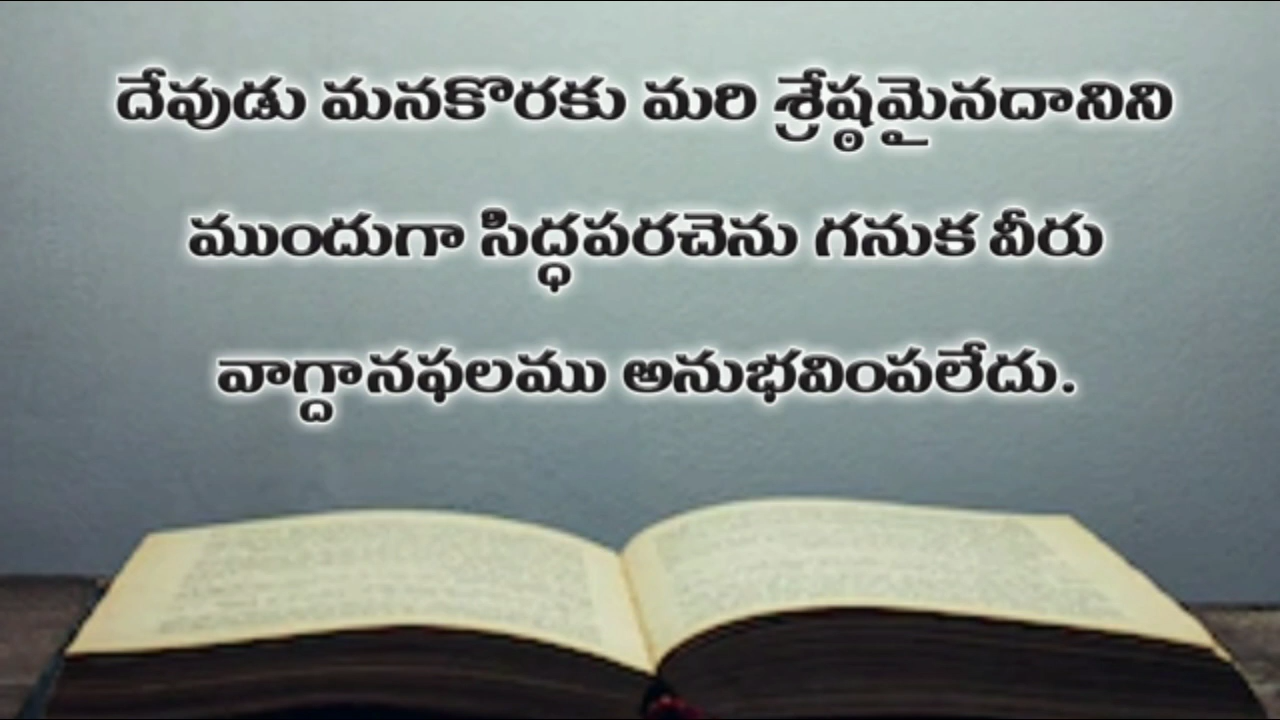 దేవుడు మనకొరకు మరి శ్రేష్ఠమైనదానిని
ముందుగా సిద్ధపరచెను గనుక వీరు
వాగ్దానఫలము అనుభవింపలేదు.